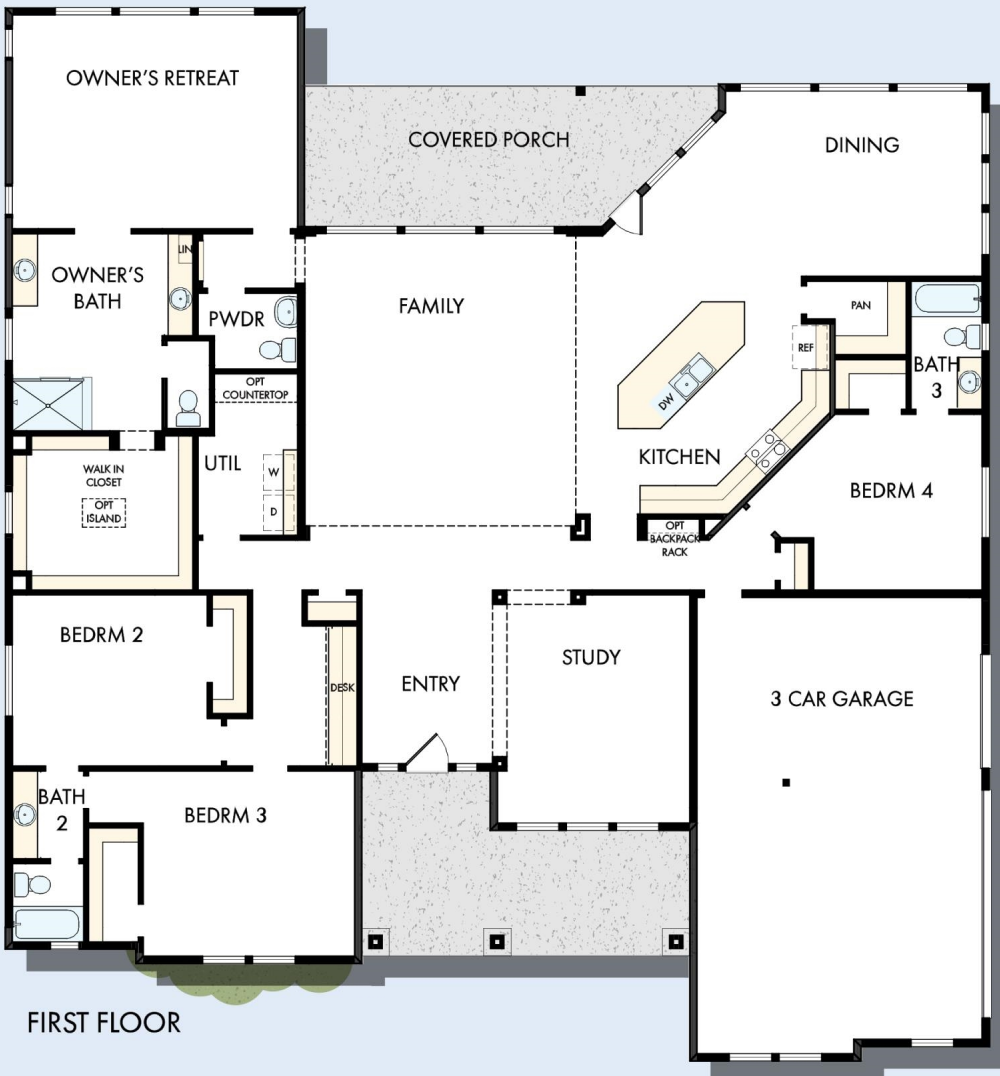 OWNER'S RETREAT
COVERED PORCH
DINING
LIN
OWNER'S
BATH
FAMILY
PWDR
PAN
REF
BATH
3
OPT
COUNTERTOP
DW
KITCHEN
UTIL
W
D
WALK IN
CLOSET
OPT
ISLAND
BEDRM 4
OPT
BACKPACK
RACK
BEDRM 2
STUDY
ENTRY
DESK
3 CAR GARAGE
BATH
2
BEDRM 3
FIRST FLOOR